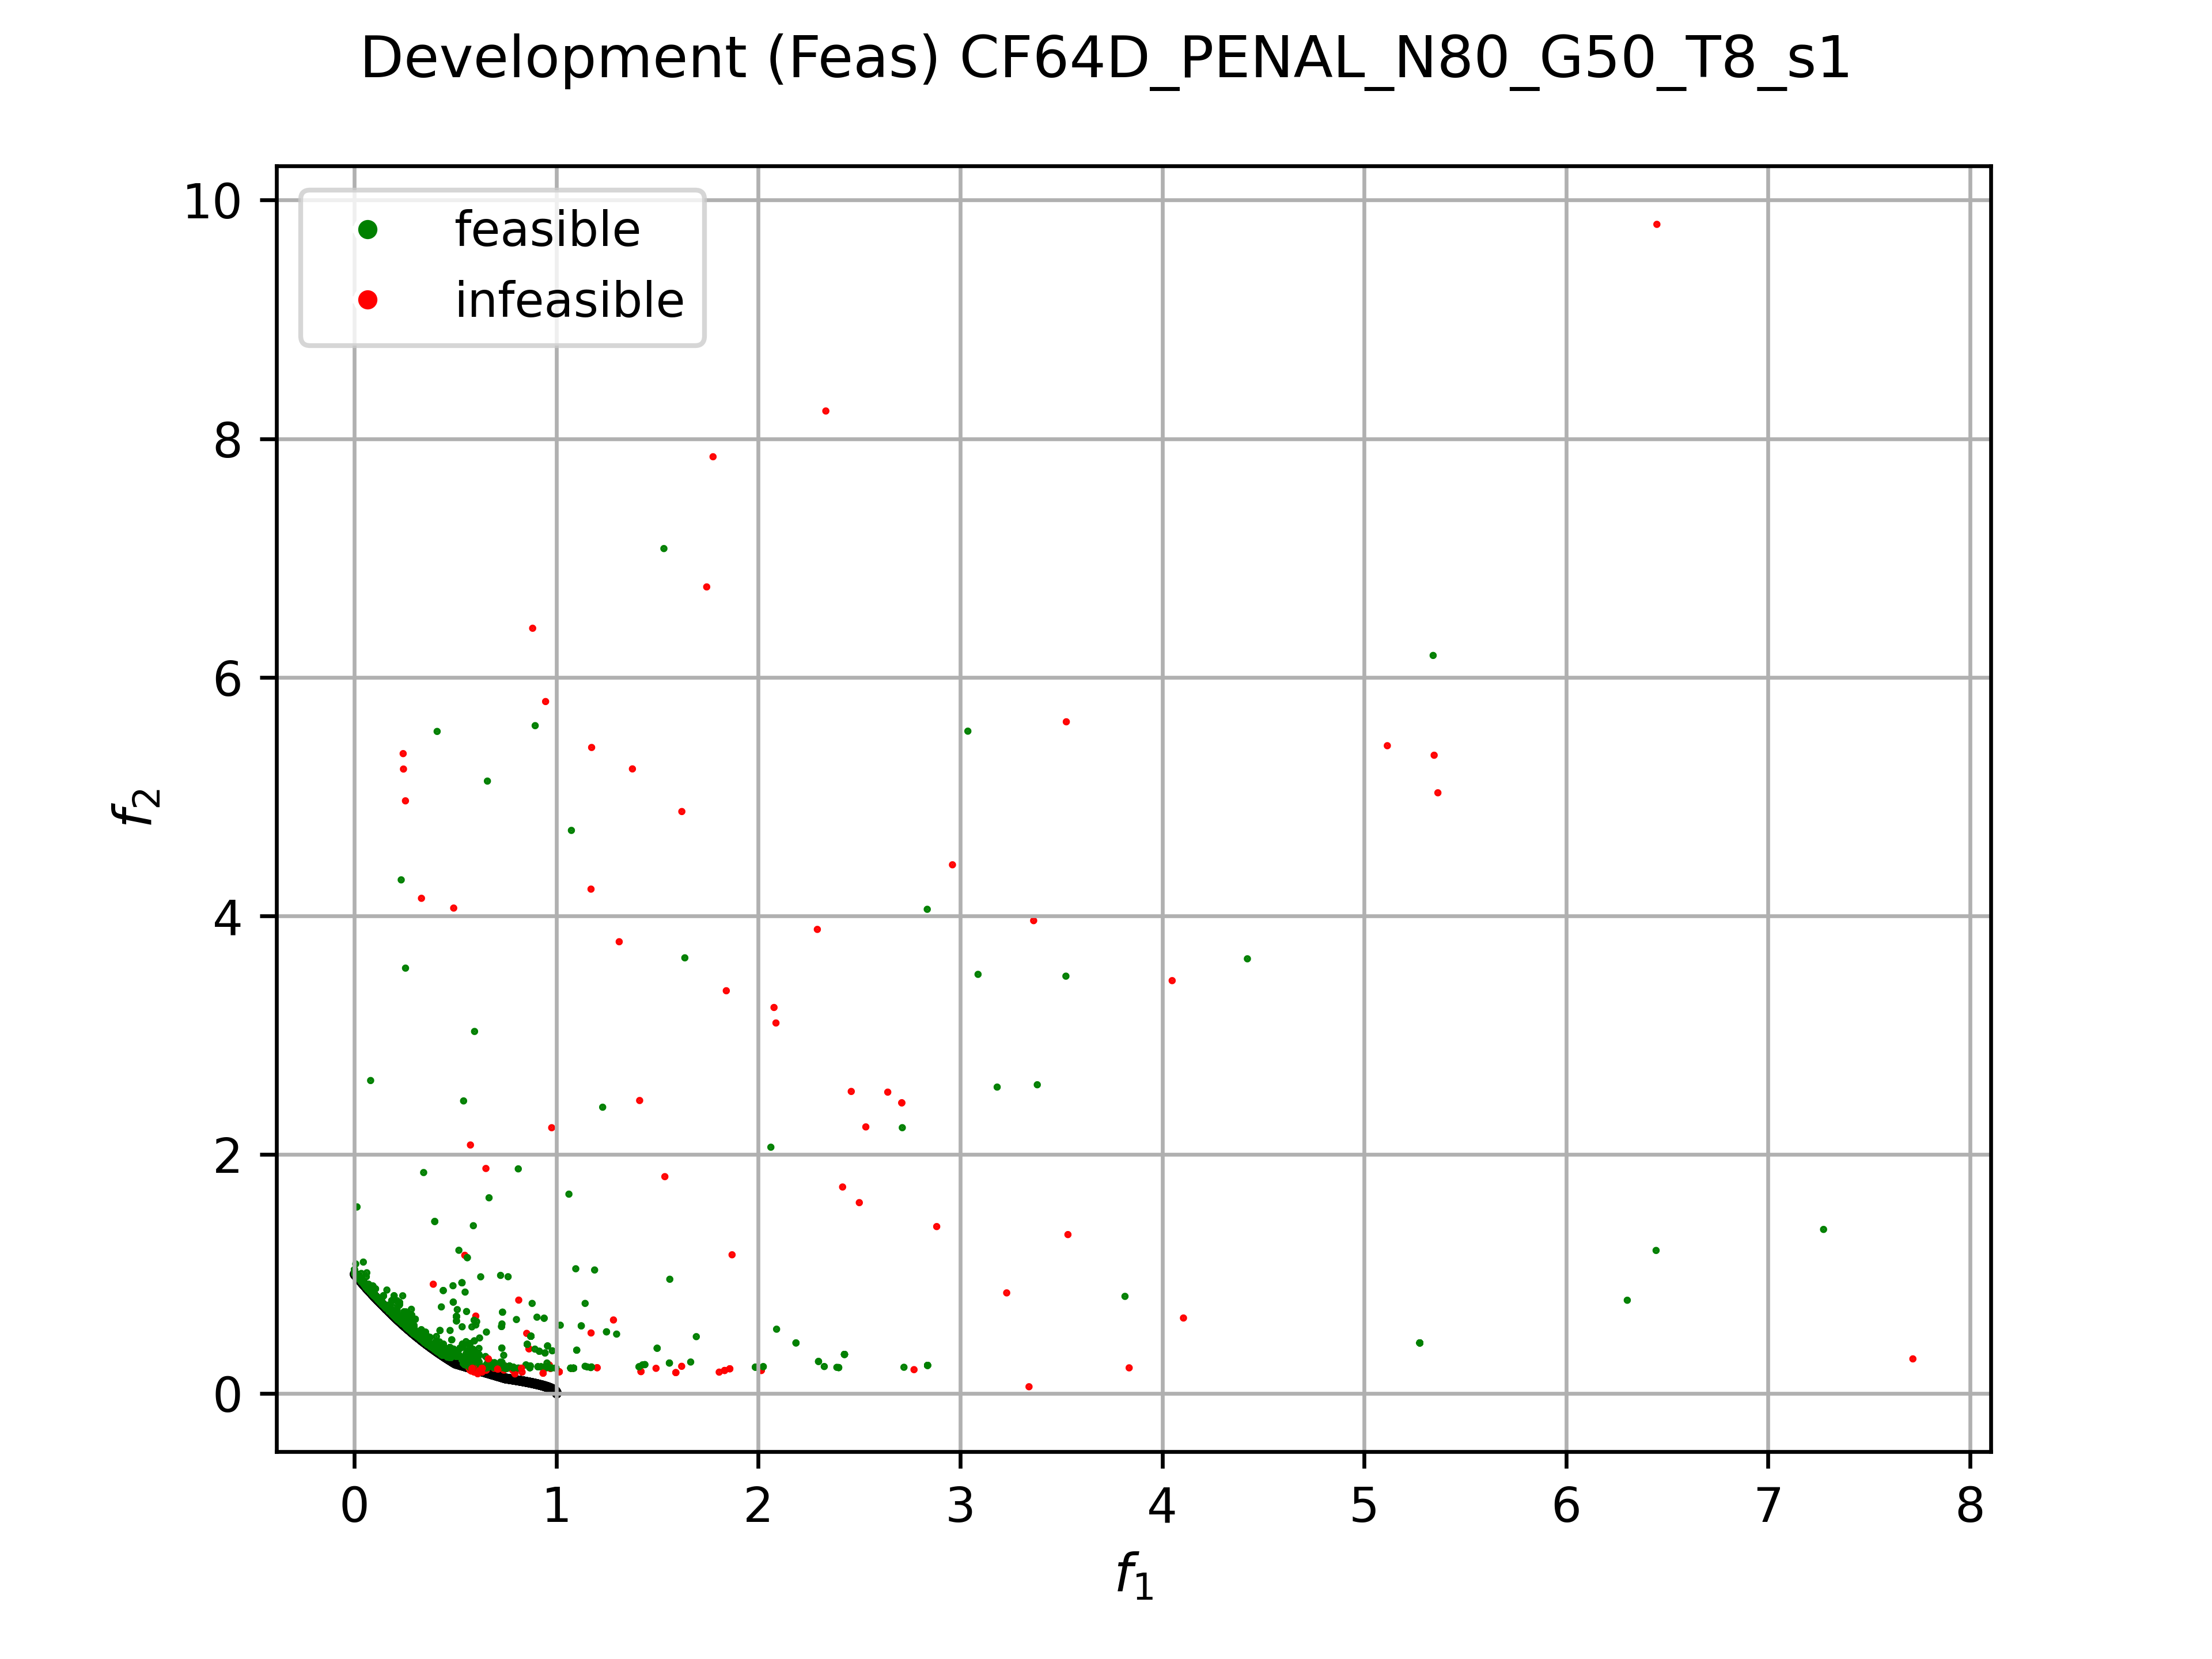 Development (Feas) CF64D_PENAL_N80_G50_T8_s1
feasible
infeasible
10
8
6
4
2
0
f2
0 1 2 3 4 5 6 7 8
f1